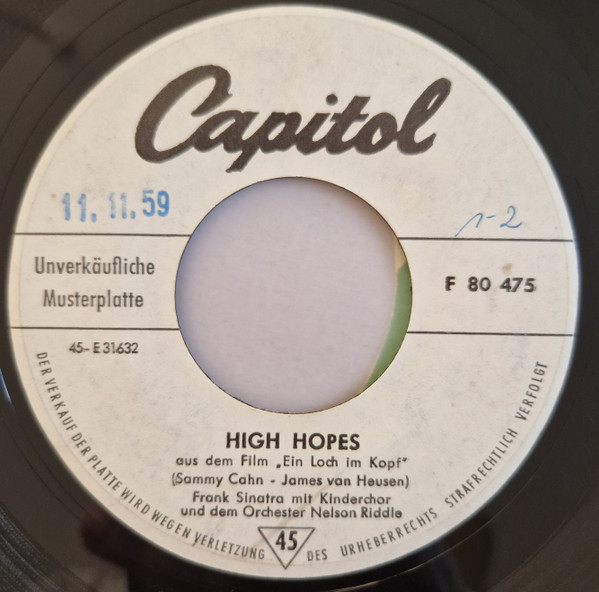 Capitol
11.11.59
1-2
Unverkäufliche
Musterplatte
F 80 475
45-E 31632
HIGH HOPES
aus dem Film „Ein Loch im Kopf"
(Sammy Cahn - James van Heusen)
Frank Sinatra mit Kinderchor
und dem Orchester Nelson Riddle
45
DER VERKAUF DER PLATTE WIRD WEGEN VERLETZUNG DES URHEBERRECHTS STRAFRECHTLICH VERFOLGT